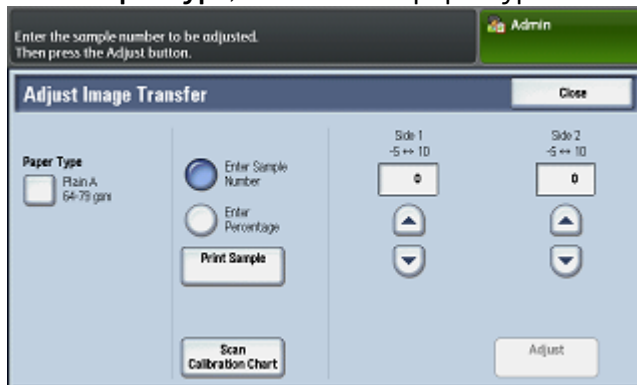 Enter the sample number to be adjusted.
Then press the Adjust button.
Admin
Adjust Image Transfer
Close
Paper Type
Plain A
64-79 gsm
Enter Sample
Number
Enter
Percentage
Print Sample
Scan
Calibration Chart
Side 1
-5 ↔ 10
0
Side 2
-5 ↔ 10
0
Adjust